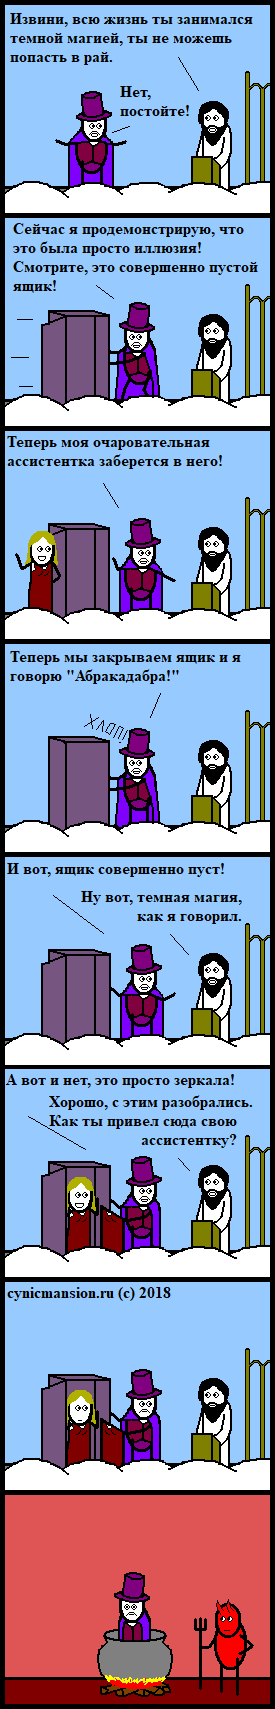 Извини, всю жизнь ты занимался
темной магией, ты не можешь
попасть в рай.
Нет,
постойте!
Сейчас я продемонстрирую, что
это была просто иллюзия!
Смотрите, это совершенно пустой
ящик!
Теперь моя очаровательная
ассистентка заберется в него!
Теперь мы закрываем ящик и я
говорю "Абракадабра!"
ХЛОП!
И вот, ящик совершенно пуст!
Ну вот, темная магия,
как я говорил.
А вот и нет, это просто зеркала!
Хорошо, с этим разобрались.
Как ты привел сюда свою
ассистентку?
cynicmansion.ru (c) 2018